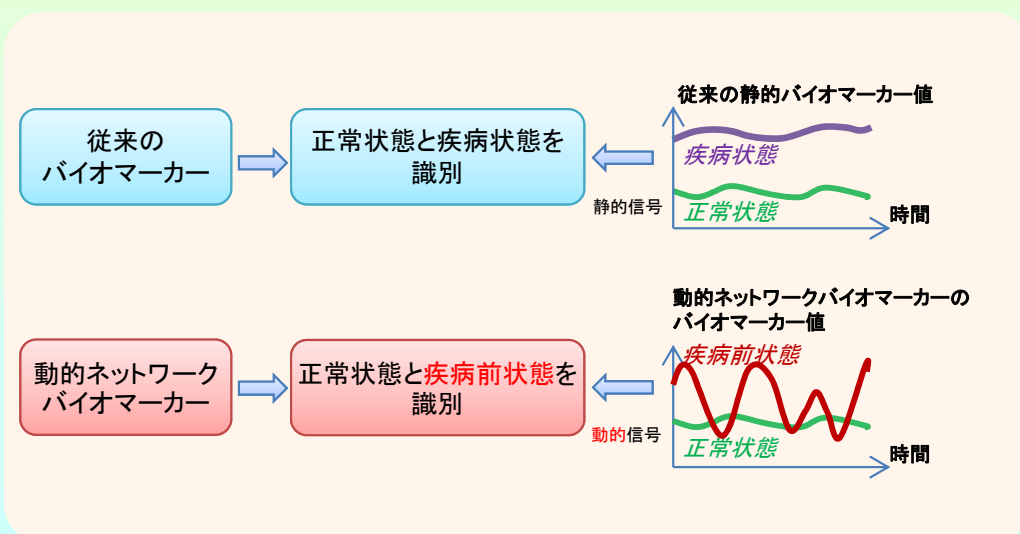 従来の静的バイオマーカー値
従来の
バイオマーカー
正常状態と疾病状態を
識別
疾病状態
静的信号
正常状態
時間
動的ネットワークバイオマーカーの
バイオマーカー値
動的ネットワーク
バイオマーカー
正常状態と疾病前状態を
識別
疾病前状態
動的信号
正常状態
時間